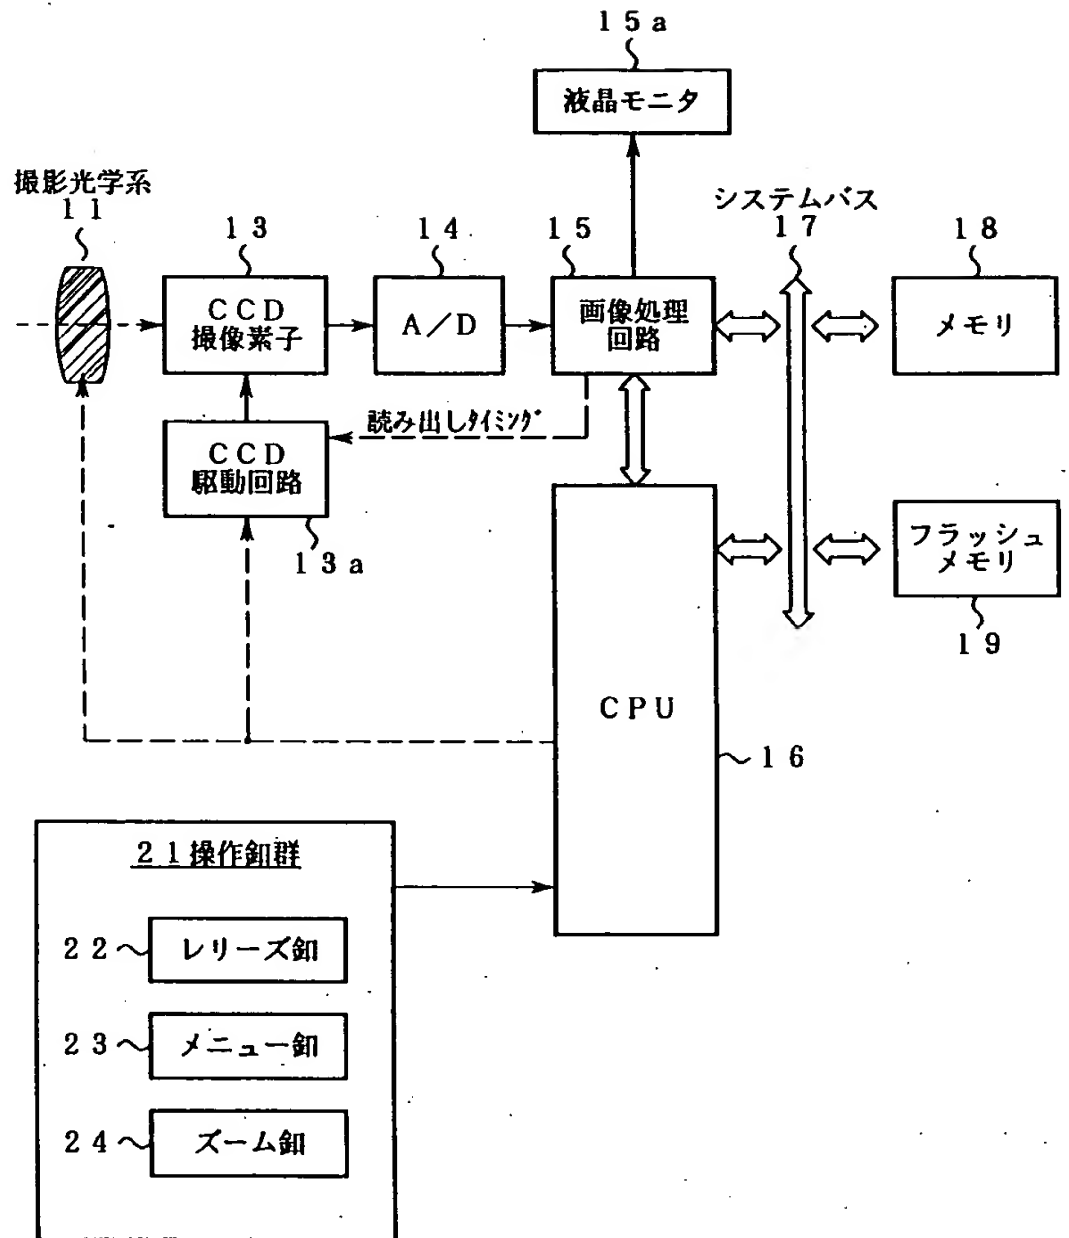 １５ａ
液晶モニタ
撮影光学系
１１
１３
１４
１５
システムバス
１７
１８
ＣＣＤ
撮像素子
Ａ／Ｄ
画像処理
回路
メモリ
読み出しﾀｲﾐﾝｸﾞ
ＣＣＤ
駆動回路
１３ａ
フラッシュ
メモリ
１９
ＣＰＵ
１６
２１操作釦群
２２
レリーズ釦
２３
メニュー釦
２４
ズーム釦